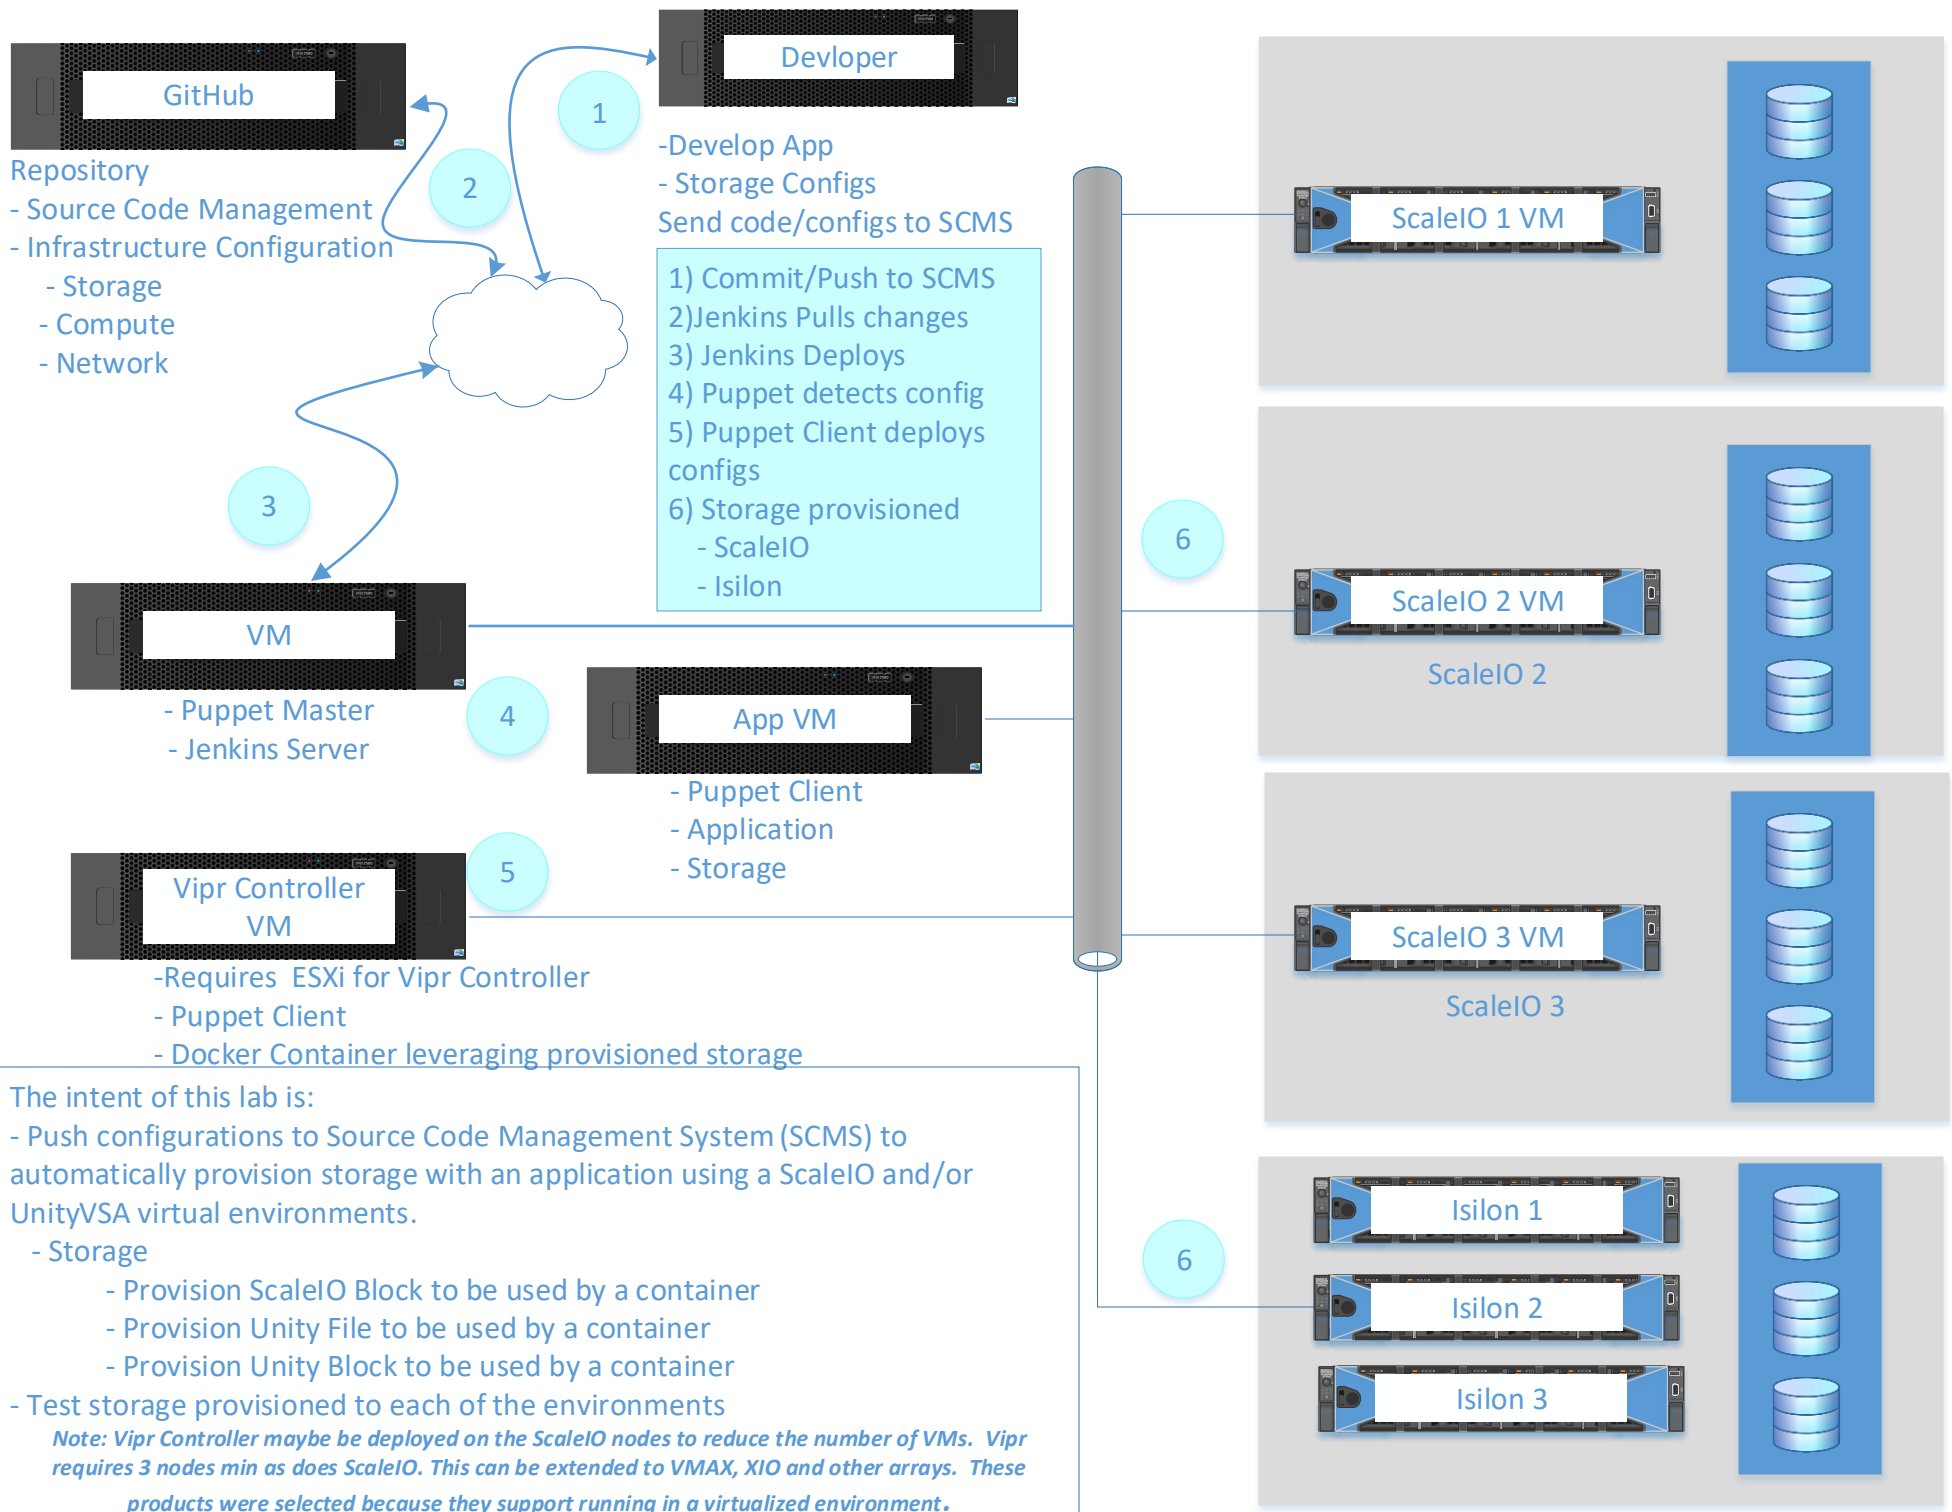 GitHub
Repository
- Source Code Management
- Infrastructure Configuration
- Storage
- Compute
- Network
1
2
3
Devloper
-Develop App
- Storage Configs
Send code/configs to SCMS
1) Commit/Push to SCMS
2)Jenkins Pulls changes
3) Jenkins Deploys
4) Puppet detects config
5) Puppet Client deploys
configs
6) Storage provisioned
- ScaleIO
- Isilon
VM
- Puppet Master
- Jenkins Server
4
App VM
- Puppet Client
- Application
- Storage
Vipr Controller
VM
5
-Requires  ESXi for Vipr Controller
- Puppet Client
- Docker Container leveraging provisioned storage
The intent of this lab is:
- Push configurations to Source Code Management System (SCMS) to
automatically provision storage with an application using a ScaleIO and/or
UnityVSA virtual environments.
- Storage
- Provision ScaleIO Block to be used by a container
- Provision Unity File to be used by a container
- Provision Unity Block to be used by a container
- Test storage provisioned to each of the environments
Note: Vipr Controller maybe be deployed on the ScaleIO nodes to reduce the number of VMs.  Vipr
requires 3 nodes min as does ScaleIO. This can be extended to VMAX, XIO and other arrays.  These
products were selected because they support running in a virtualized environment.
ScaleIO 1 VM
6
ScaleIO 2 VM
ScaleIO 2
ScaleIO 3 VM
ScaleIO 3
6
Isilon 1
Isilon 2
Isilon 3